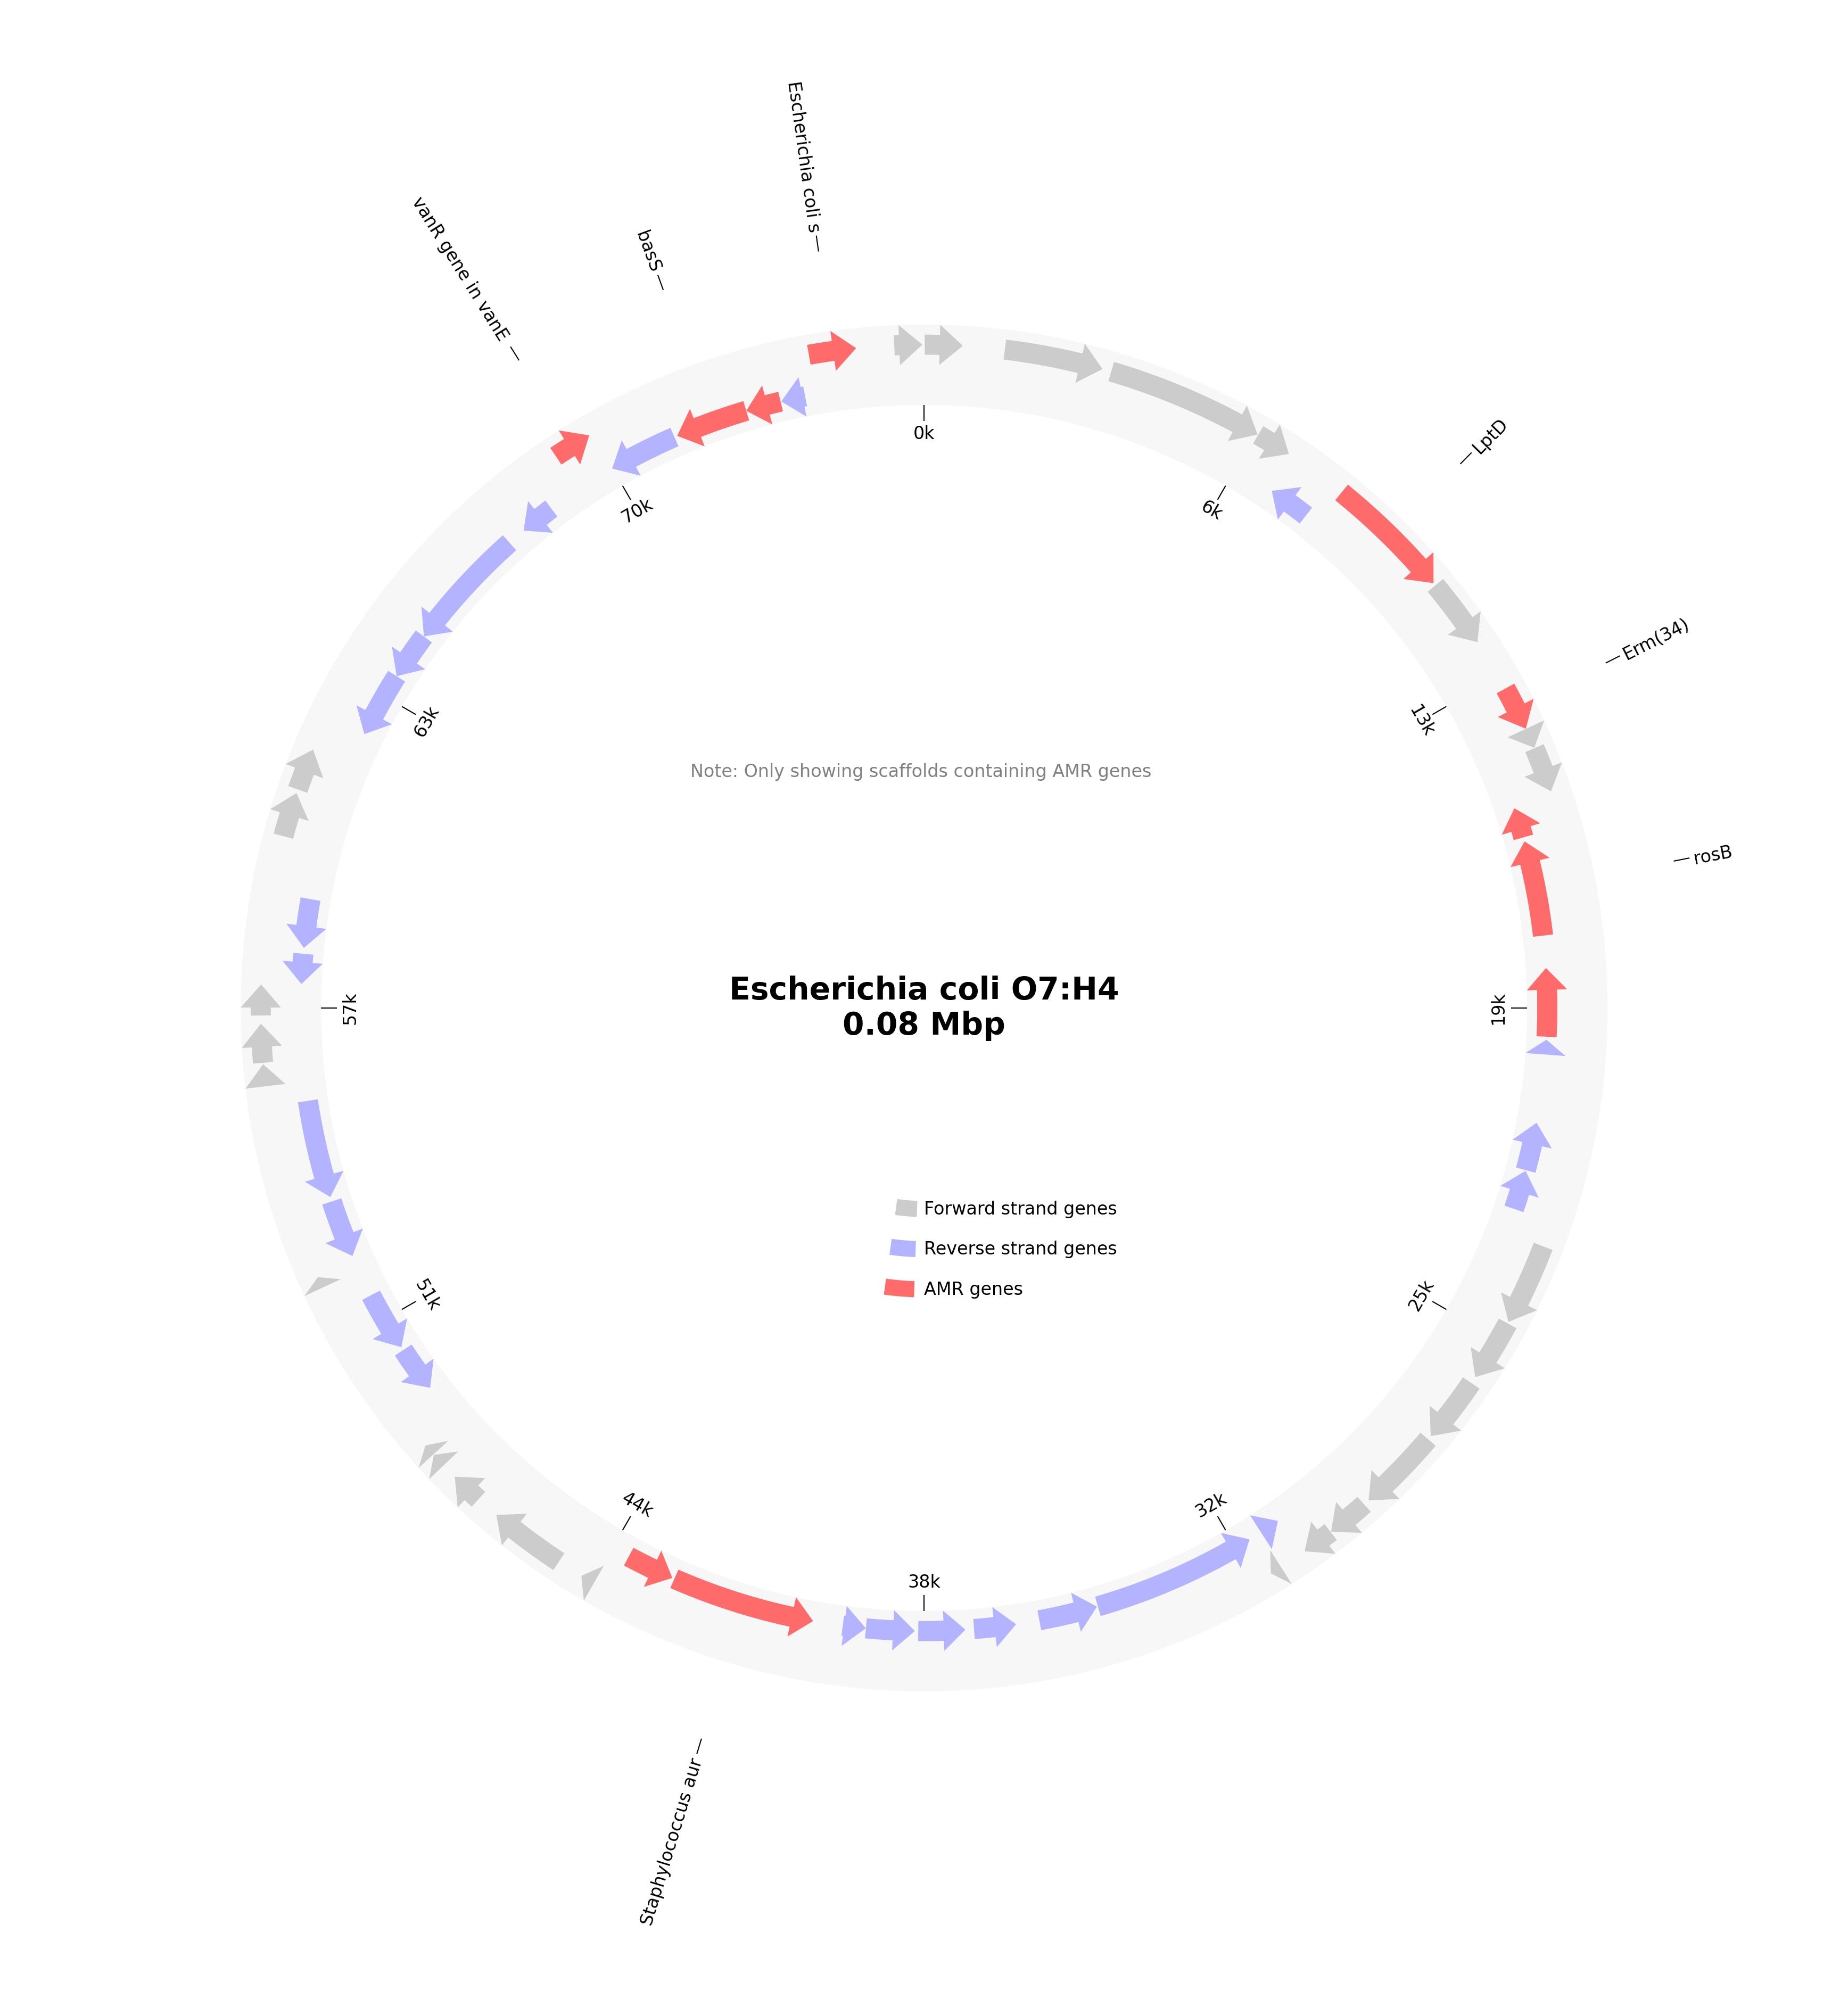 Escherichia coli s
vanR gene in vanE
basS
LptD
Erm(34)
rosB
Staphylococcus aur
0k
6k
13k
19k
25k
32k
38k
44k
51k
57k
63k
70k
Note: Only showing scaffolds containing AMR genes
Escherichia coli O7:H4
0.08 Mbp
Forward strand genes
Reverse strand genes
AMR genes